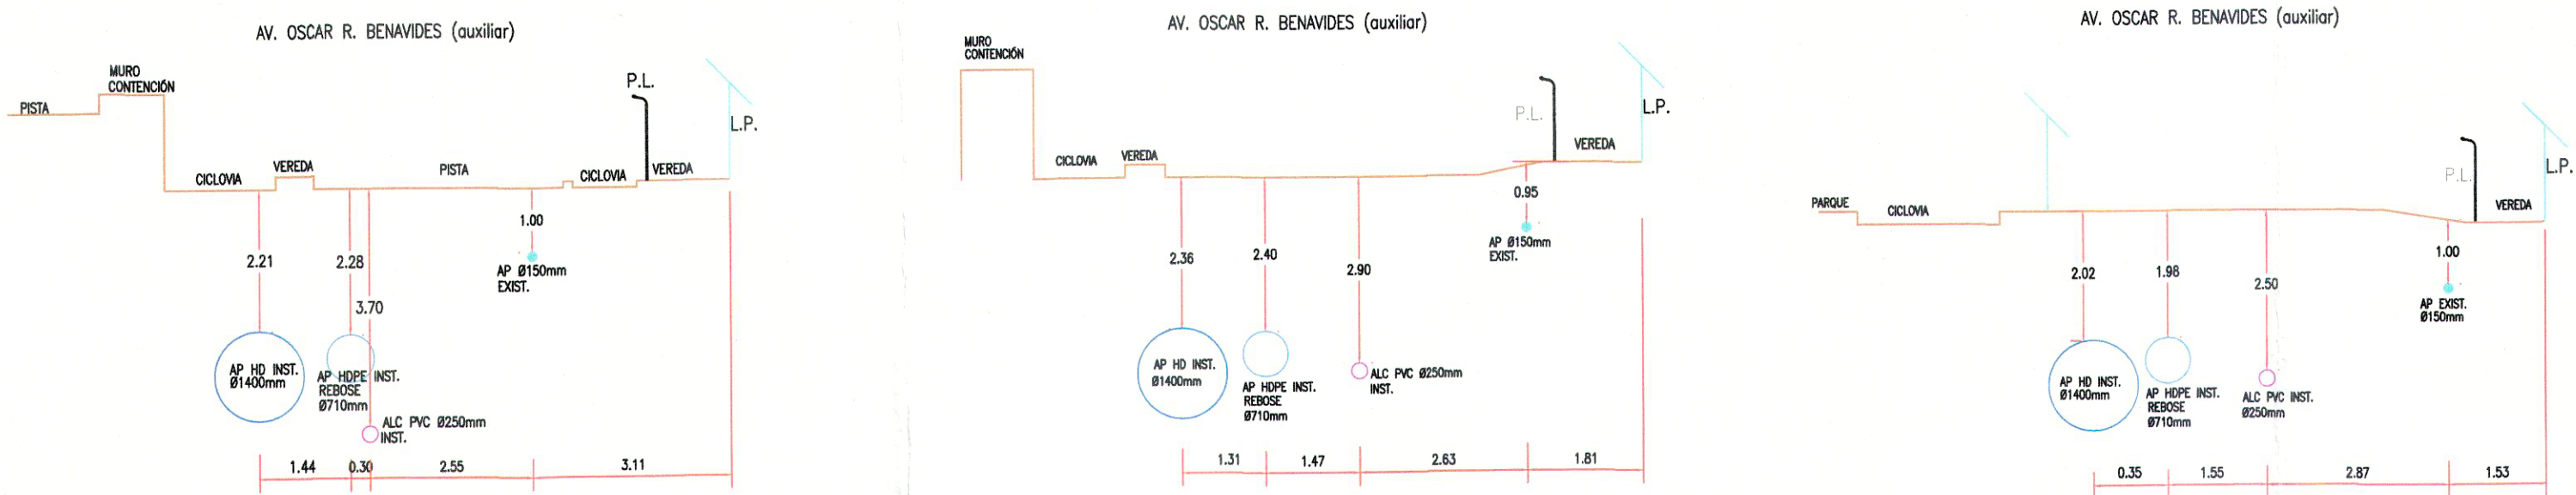 AV. OSCAR R. BENAVIDES (auxiliar)
MURO
CONTENCIÓN
PISTA
P.L.
L.P.
CICLOVIA
VEREDA
PISTA
CICLOVIA
VEREDA
1.00
2.21
2.28
AP Ø150mm
EXIST.
3.70
AP HD INST.
Ø1400mm
AP HDPE INST.
REBOSE
Ø710mm
ALC PVC Ø250mm
INST.
1.44
0.30
2.55
3.11
AV. OSCAR R. BENAVIDES (auxiliar)
MURO
CONTENCIÓN
P.L.
L.P.
VEREDA
CICLOVIA
VEREDA
0.95
AP Ø150mm
EXIST.
2.36
2.40
2.90
AP HD INST.
Ø1400mm
AP HDPE INST.
REBOSE
Ø710mm
ALC PVC Ø250mm
INST.
1.31
1.47
2.63
1.81
AV. OSCAR R. BENAVIDES (auxiliar)
P.L.
L.P.
PARQUE
CICLOVIA
VEREDA
1.00
2.02
1.98
2.50
AP EXIST.
Ø150mm
AP HD INST.
Ø1400mm
AP HDPE INST.
REBOSE
Ø710mm
ALC PVC INST.
Ø250mm
0.35
1.55
2.87
1.53